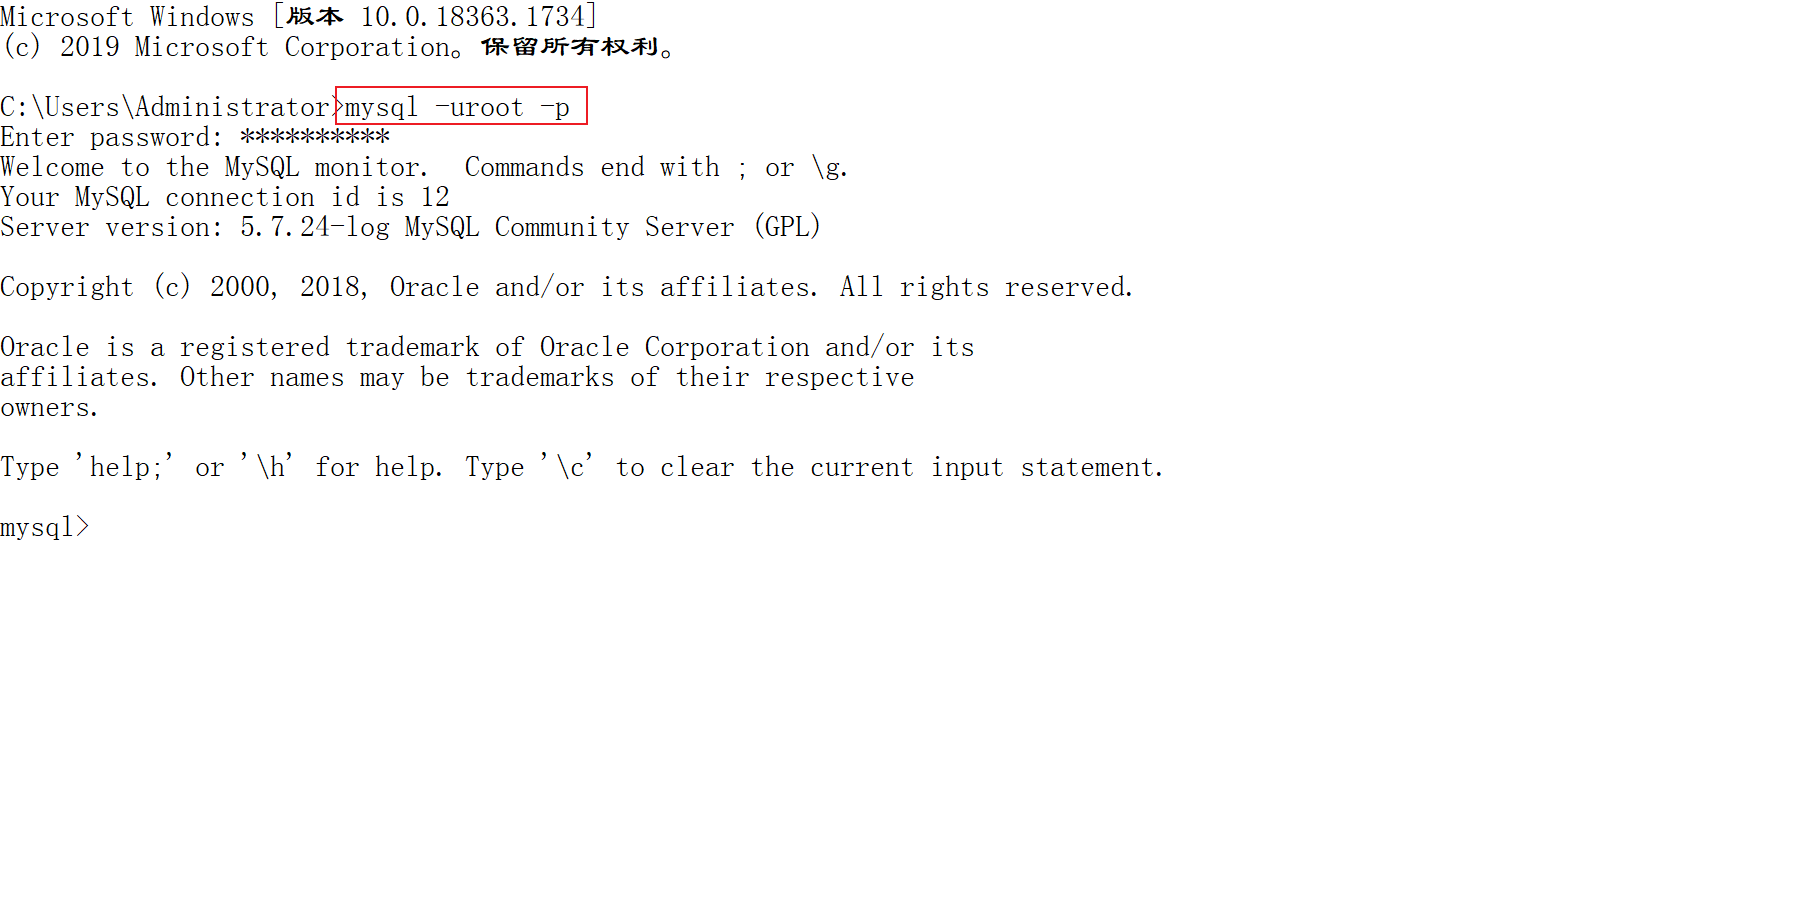 Microsoft Windows [版本 10.0.18363.1734]
(c) 2019 Microsoft Corporation。保留所有权利。
C:\Users\Administrator>mysql -uroot -p
Enter password: **********
Welcome to the MySQL monitor.  Commands end with ; or \g.
Your MySQL connection id is 12
Server version: 5.7.24-log MySQL Community Server (GPL)
Copyright (c) 2000, 2018, Oracle and/or its affiliates. All rights reserved.
Oracle is a registered trademark of Oracle Corporation and/or its
affiliates. Other names may be trademarks of their respective
owners.
Type 'help;' or '\h' for help. Type '\c' to clear the current input statement.
mysql>